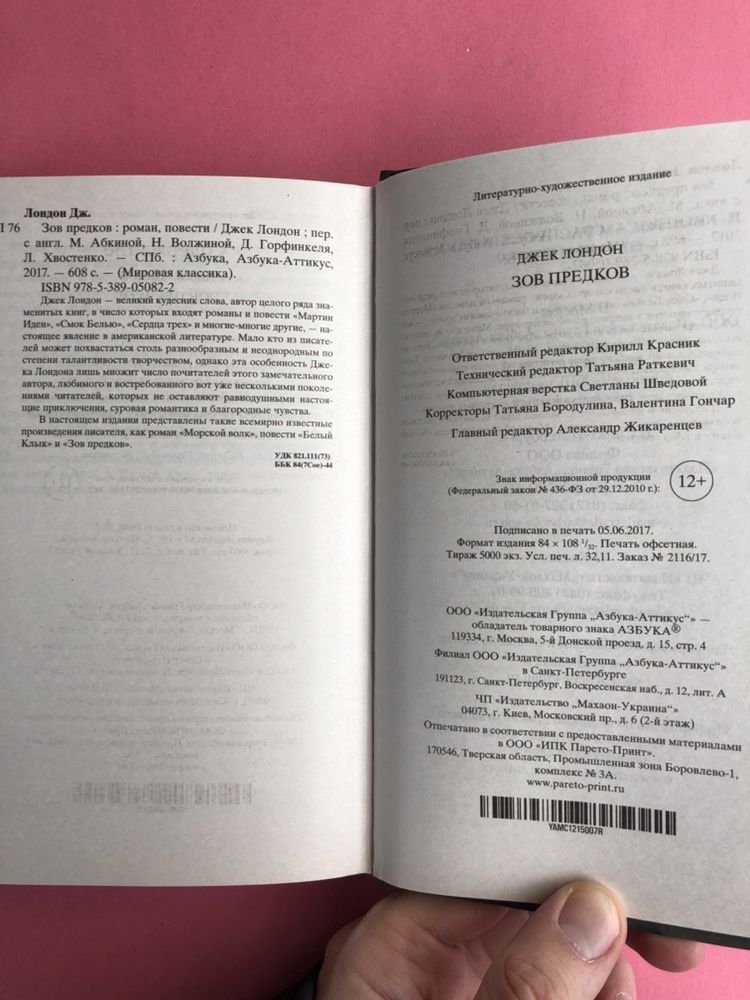 Лондон Дж.
Л 76
Зов предков : роман, повести / Джек Лондон ; пер.
с англ. М. Абкиной, Н. Волжиной, Д. Горфинкеля,
Л. Хвостенко. — СПб. : Азбука, Азбука-Аттикус,
2017. — 608 с. — (Мировая классика).
ISBN 978-5-389-05082-2
Джек Лондон — великий кудесник слова, автор целого ряда зна-
менитых книг, в число которых входят романы и повести «Мартин
Иден», «Смок Белью», «Сердца трех» и многие-многие другие, — на-
стоящее явление в американской литературе. Мало кто из писате-
лей может похвастаться столь разнообразным и неоднородным по
степени талантливости творчеством, однако эта особенность Дже-
ка Лондона лишь множит число почитателей этого замечательного
автора, любимого и востребованного вот уже несколькими поколе-
ниями читателей, которых не оставляют равнодушными настоя-
щие приключения, суровая романтика и благородные чувства.
В настоящем издании представлены такие всемирно известные
произведения писателя, как роман «Морской волк», повести «Белый
Клык» и «Зов предков».
УДК 821.111(73)
ББК 84(7Сое)-44
Литературно-художественное издание
ДЖЕК ЛОНДОН
ЗОВ ПРЕДКОВ
Ответственный редактор Кирилл Красник
Технический редактор Татьяна Раткевич
Компьютерная верстка Светланы Шведовой
Корректоры Татьяна Бородулина, Валентина Гончар
Главный редактор Александр Жикаренцев
Знак информационной продукции
(Федеральный закон № 436-ФЗ от 29.12.2010 г.):
12+
Подписано в печать 05.06.2017.
Формат издания 84 × 108 1/32. Печать офсетная.
Тираж 5000 экз. Усл. печ. л. 32,11. Заказ № 2116/17.
ООО «Издательская Группа „Азбука-Аттикус“» —
обладатель товарного знака АЗБУКА®
119334, г. Москва, 5-й Донской проезд, д. 15, стр. 4
Филиал ООО «Издательская Группа „Азбука-Аттикус“»
в Санкт-Петербурге
191123, г. Санкт-Петербург, Воскресенская наб., д. 12, лит. А
ЧП «Издательство „Махаон-Украина“»
04073, г. Киев, Московский пр., д. 6 (2-й этаж)
Отпечатано в соответствии с предоставленными материалами
в ООО «ИПК Парето-Принт».
170546, Тверская область, Промышленная зона Боровлево-1,
комплекс № 3А.
www.pareto-print.ru
YAMC1215007R